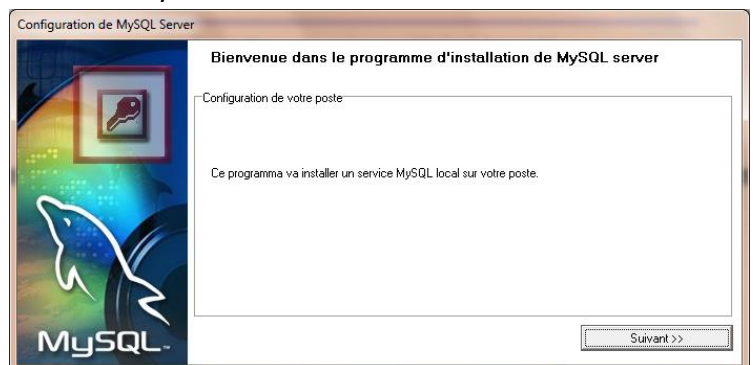 Configuration de MySQL Server
Bienvenue dans le programme d'installation de MySQL server
Configuration de votre poste
Ce programma va installer un service MySQL local sur votre poste.
MySQL™
Suivant >>